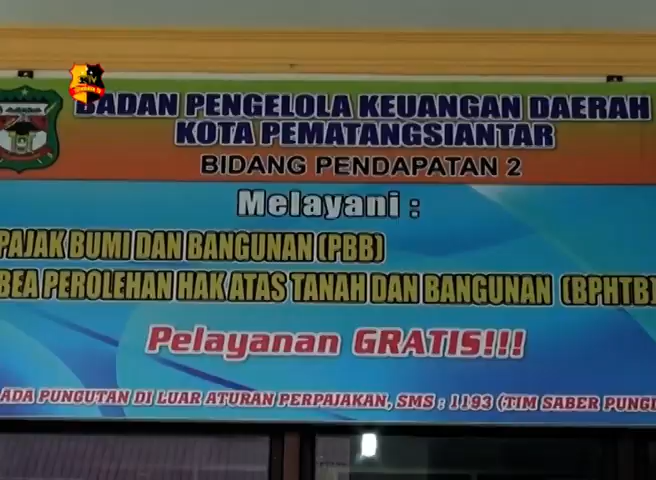 BADAN PENGELOLA KEUANGAN DAERAH
KOTA PEMATANGSIANTAR
BIDANG PENDAPATAN 2
Melayani :
PAJAK BUMI DAN BANGUNAN (PBB)
BEA PEROLEHAN HAK ATAS TANAH DAN BANGUNAN (BPHTB)
Pelayanan GRATIS!!!
ADA PUNGUTAN DI LUAR ATURAN PERPAJAKAN, SMS : 1193 (TIM SABER PUNGL